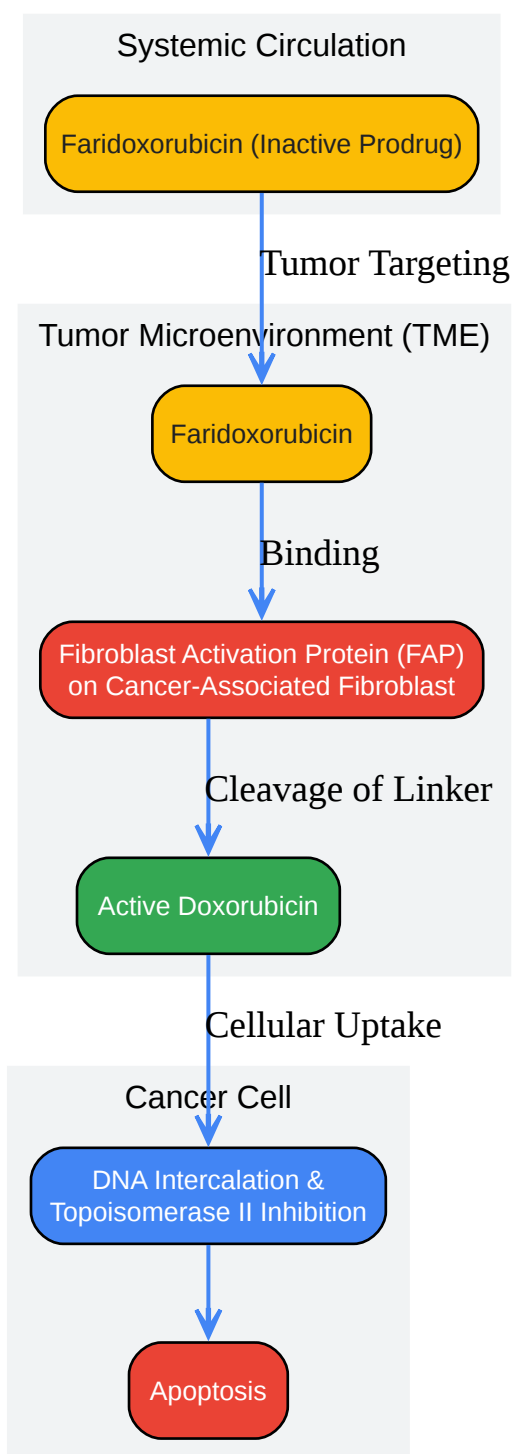 Systemic Circulation
Faridoxorubicin (Inactive Prodrug)
Tumor Targeting
Tumor Microenvironment (TME)
Faridoxorubicin
Binding
Fibroblast Activation Protein (FAP)
on Cancer-Associated Fibroblast
Cleavage of Linker
Active Doxorubicin
Cellular Uptake
Cancer Cell
DNA Intercalation &
Topoisomerase II Inhibition
Apoptosis